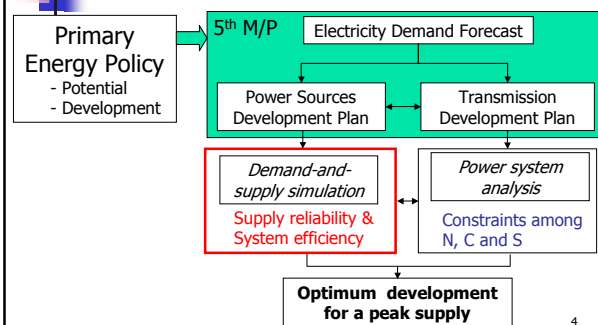 Primary
Energy Policy
- Potential
- Development
5th M/P
Electricity Demand Forecast
Power Sources
Development Plan
Transmission
Development Plan
Demand-and-
supply simulation
Supply reliability &
System efficiency
Power system
analysis
Constraints among
N, C and S
Optimum development
for a peak supply
4